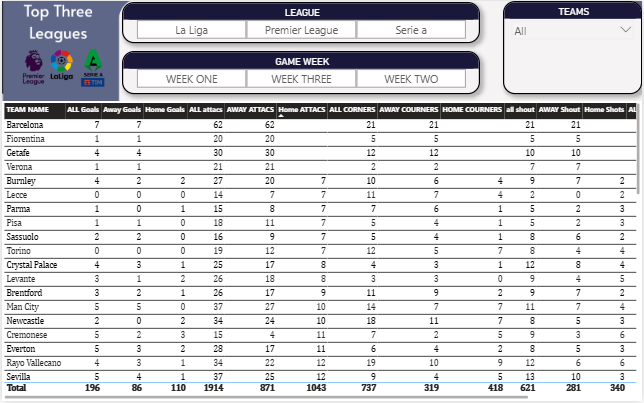 Top Three
Leagues
Premier
League
LaLiga
SERIE A
TIM
LEAGUE
La Liga Premier League Serie a
GAME WEEK
WEEK ONE WEEK THREE WEEK TWO
TEAMS
All
TEAM NAME ALL Goals Away Goals Home Goals ALL attacs AWAY ATTACS Home ATTACS ALL CORNERS AWAY COURNERS HOME COURNERS all shout AWAY Shout Home Shots
Barcelona 7 7 62 62 21 21 21 21
Fiorentina 1 1 20 20 5 5 5 5
Getafe 4 4 30 30 12 12 10 10
Verona 1 1 21 21 2 2 7 7
Burnley 4 2 2 27 20 7 10 6 4 9 7 2
Lecce 0 0 0 14 7 7 11 7 4 2 0 2
Parma 1 0 1 15 8 7 7 6 1 5 2 3
Pisa 1 1 0 18 11 7 5 4 1 5 2 3
Sassuolo 2 2 0 16 9 7 5 4 1 8 6 2
Torino 0 0 0 19 12 7 12 5 7 8 4 4
Crystal Palace 4 3 1 25 17 8 4 3 1 12 8 4
Levante 3 1 2 26 18 8 3 3 0 9 4 5
Brentford 3 2 1 26 17 9 11 9 2 9 7 2
Man City 5 5 0 37 27 10 14 7 7 11 7 4
Newcastle 2 0 2 34 24 10 18 11 7 8 5 3
Cremonese 5 2 3 15 4 11 7 2 5 9 3 6
Everton 5 3 2 28 17 11 6 4 2 8 5 3
Rayo Vallecano 4 3 1 34 22 12 19 10 9 12 6 6
Sevilla 5 4 1 37 25 12 9 4 5 13 10 3
Total 196 86 110 1914 871 1043 737 319 418 621 281 340